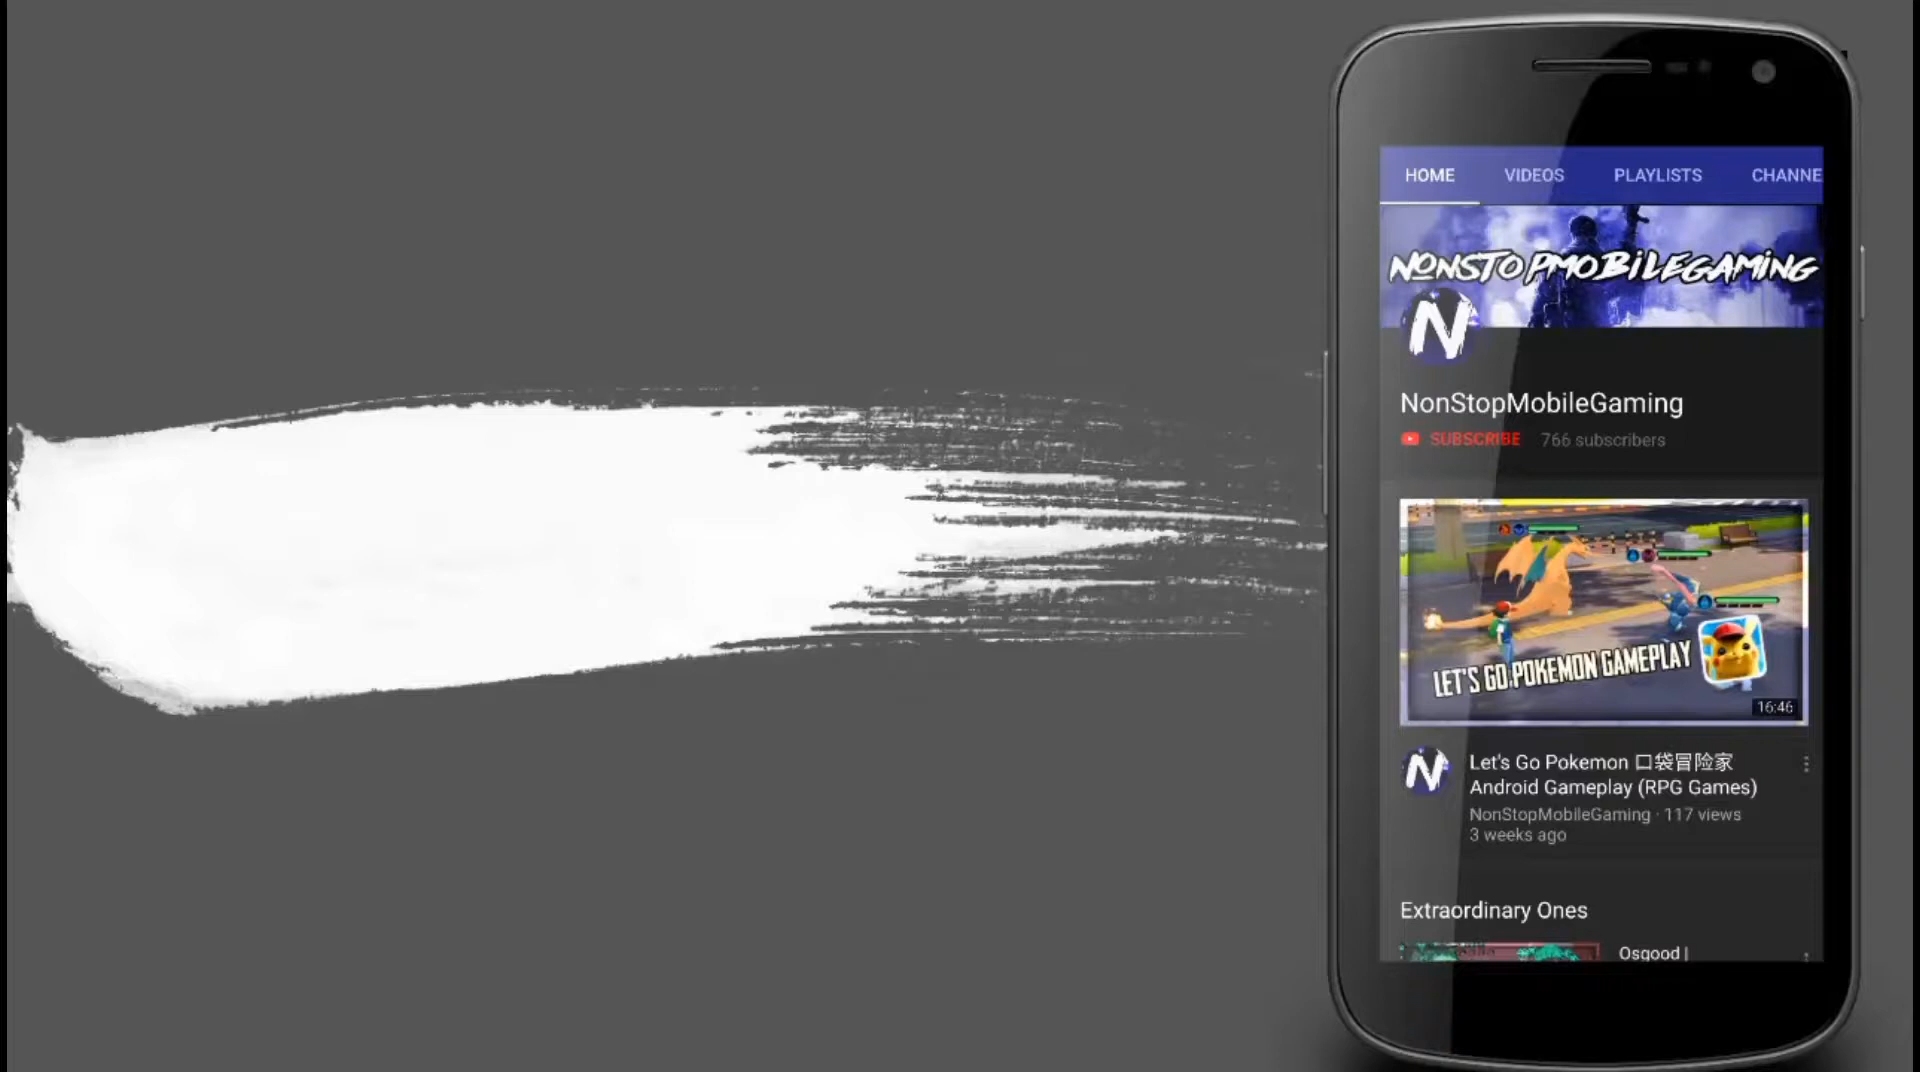 HOME VIDEOS PLAYLISTS CHANNE
NONSTOPMOBILEGAMING
N
NonStopMobileGaming
SUBSCRIBE 766 subscribers
LET'S GO POKEMON GAMEPLAY
16:46
N
Let's Go Pokemon 口袋冒险家
Android Gameplay (RPG Games)
NonStopMobileGaming · 117 views
3 weeks ago
Extraordinary Ones
Osgood |